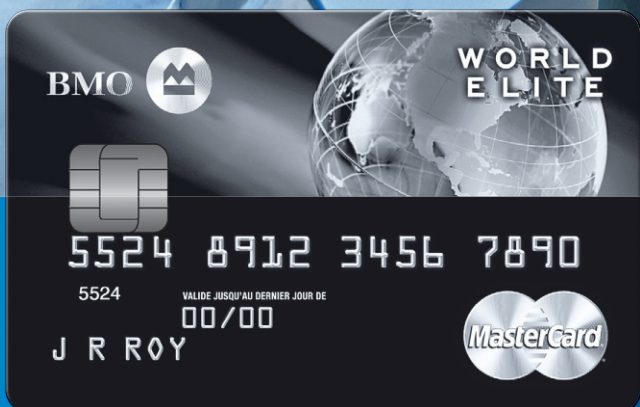 BMO
WORLD
ELITE
5524 8912 3456 7890
5524
VALIDE JUSQU'AU DERNIER JOUR DE
00/00
J R ROY
MasterCard